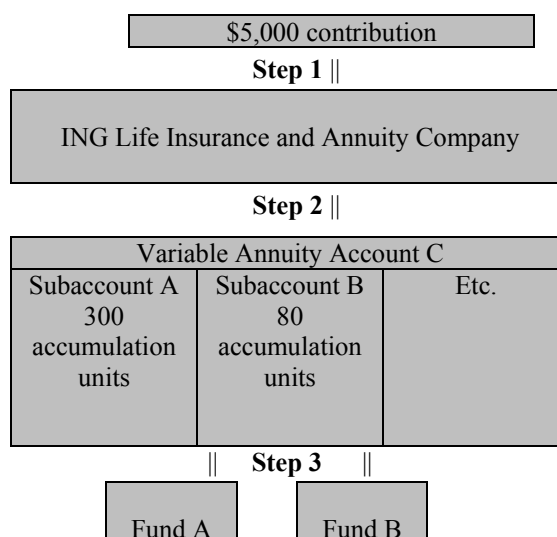 $5,000 contribution
Step 1 ||
ING Life Insurance and Annuity Company
Step 2 ||
Variable Annuity Account C
Subaccount A
300
accumulation
units
Subaccount B
80
accumulation
units
Etc.
|| Step 3 ||
Fund A
Fund B